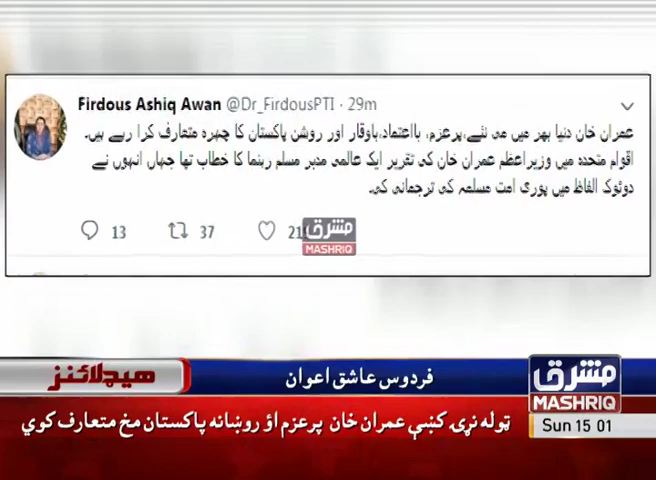 Firdous Ashiq Awan @Dr_FirdousPTI · 29m
عمران خان دنیا بھر میں می نئے،پرعزم، بااعتماد،باوقار اور روشن پاکستان کا چہرہ متعارف کرا رہے ہیں۔
اقوام متحدہ میں وزیراعظم عمران خان کی تقریر ایک عالمی مدبر مسلم رہنما کا خطاب تھا جہاں انہوں نے
دوٹوک الفاظ میں پوری امت مسلمہ کی ترجمانی کی۔
13 37
مشرق
MASHRIQ
هیډلائنز
فردوس عاشق اعوان
مشرق
MASHRIQ
ټوله نړۍ کښې عمران خان پرعزم اؤ روښانه پاکستان مخ متعارف کوي
Sun 15 01